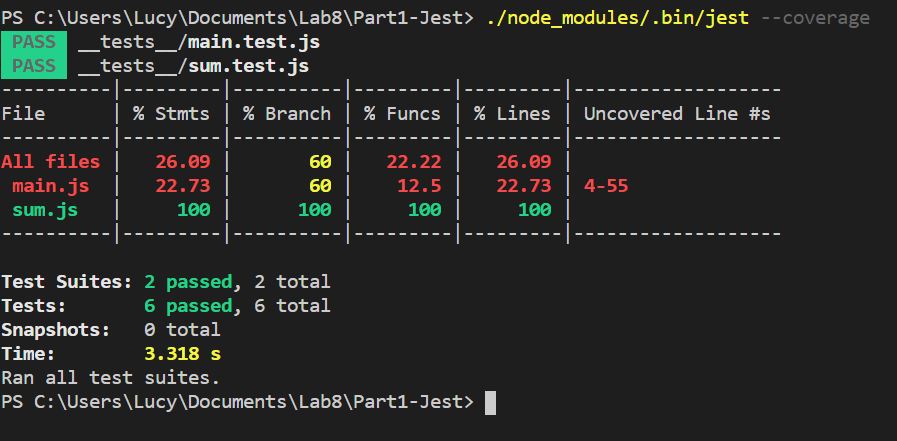 PS C:\Users\Lucy\Documents\Lab8\Part1-Jest> ./node_modules/.bin/jest --coverage
PASS  __tests__/main.test.js
PASS  __tests__/sum.test.js
----------|---------|----------|---------|---------|-------------------
File      | % Stmts | % Branch | % Funcs | % Lines | Uncovered Line #s
----------|---------|----------|---------|---------|-------------------
All files |   26.09 |       60 |   22.22 |   26.09 |
 main.js  |   22.73 |       60 |    12.5 |   22.73 | 4-55
 sum.js   |     100 |      100 |     100 |     100 |
----------|---------|----------|---------|---------|-------------------
Test Suites: 2 passed, 2 total
Tests:       6 passed, 6 total
Snapshots:   0 total
Time:        3.318 s
Ran all test suites.
PS C:\Users\Lucy\Documents\Lab8\Part1-Jest>